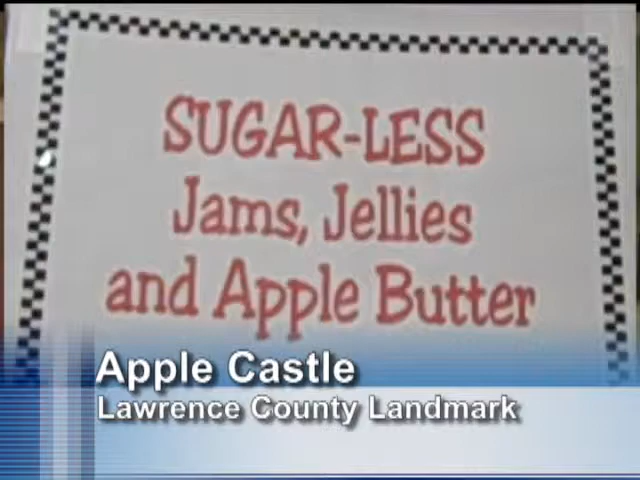 SUGAR-LESS
Jams, Jellies
and Apple Butter
Apple Castle
Lawrence County Landmark